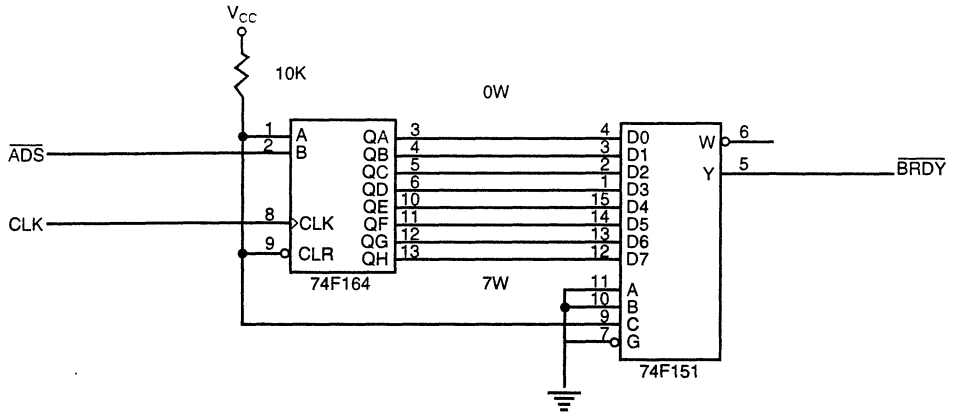 VCC
10K
0W
1 A QA 3 4 D0
ADS 2 B QB 4 3 D1
QC 5 2 D2
QD 6 1 D3
QE 10 15 D4
CLK 8 CLK QF 11 14 D5
QG 12 13 D6
9 CLR QH 13 12 D7
W 6
Y 5 BRDY
74F164
7W
11 A
10 B
9 C
7 G
74F151